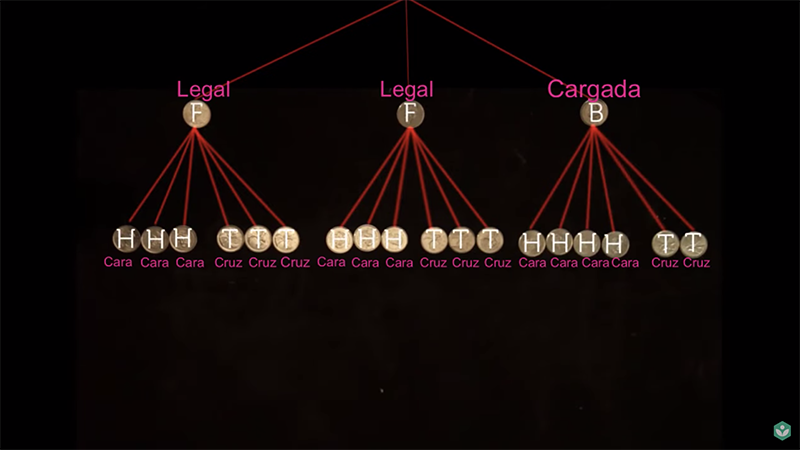 Legal Legal Cargada
F F B
H H H T T T H H H T T T H H H H T T
Cara Cara Cara Cruz Cruz Cruz Cara Cara Cara Cruz Cruz Cruz Cara Cara Cara Cara Cruz Cruz